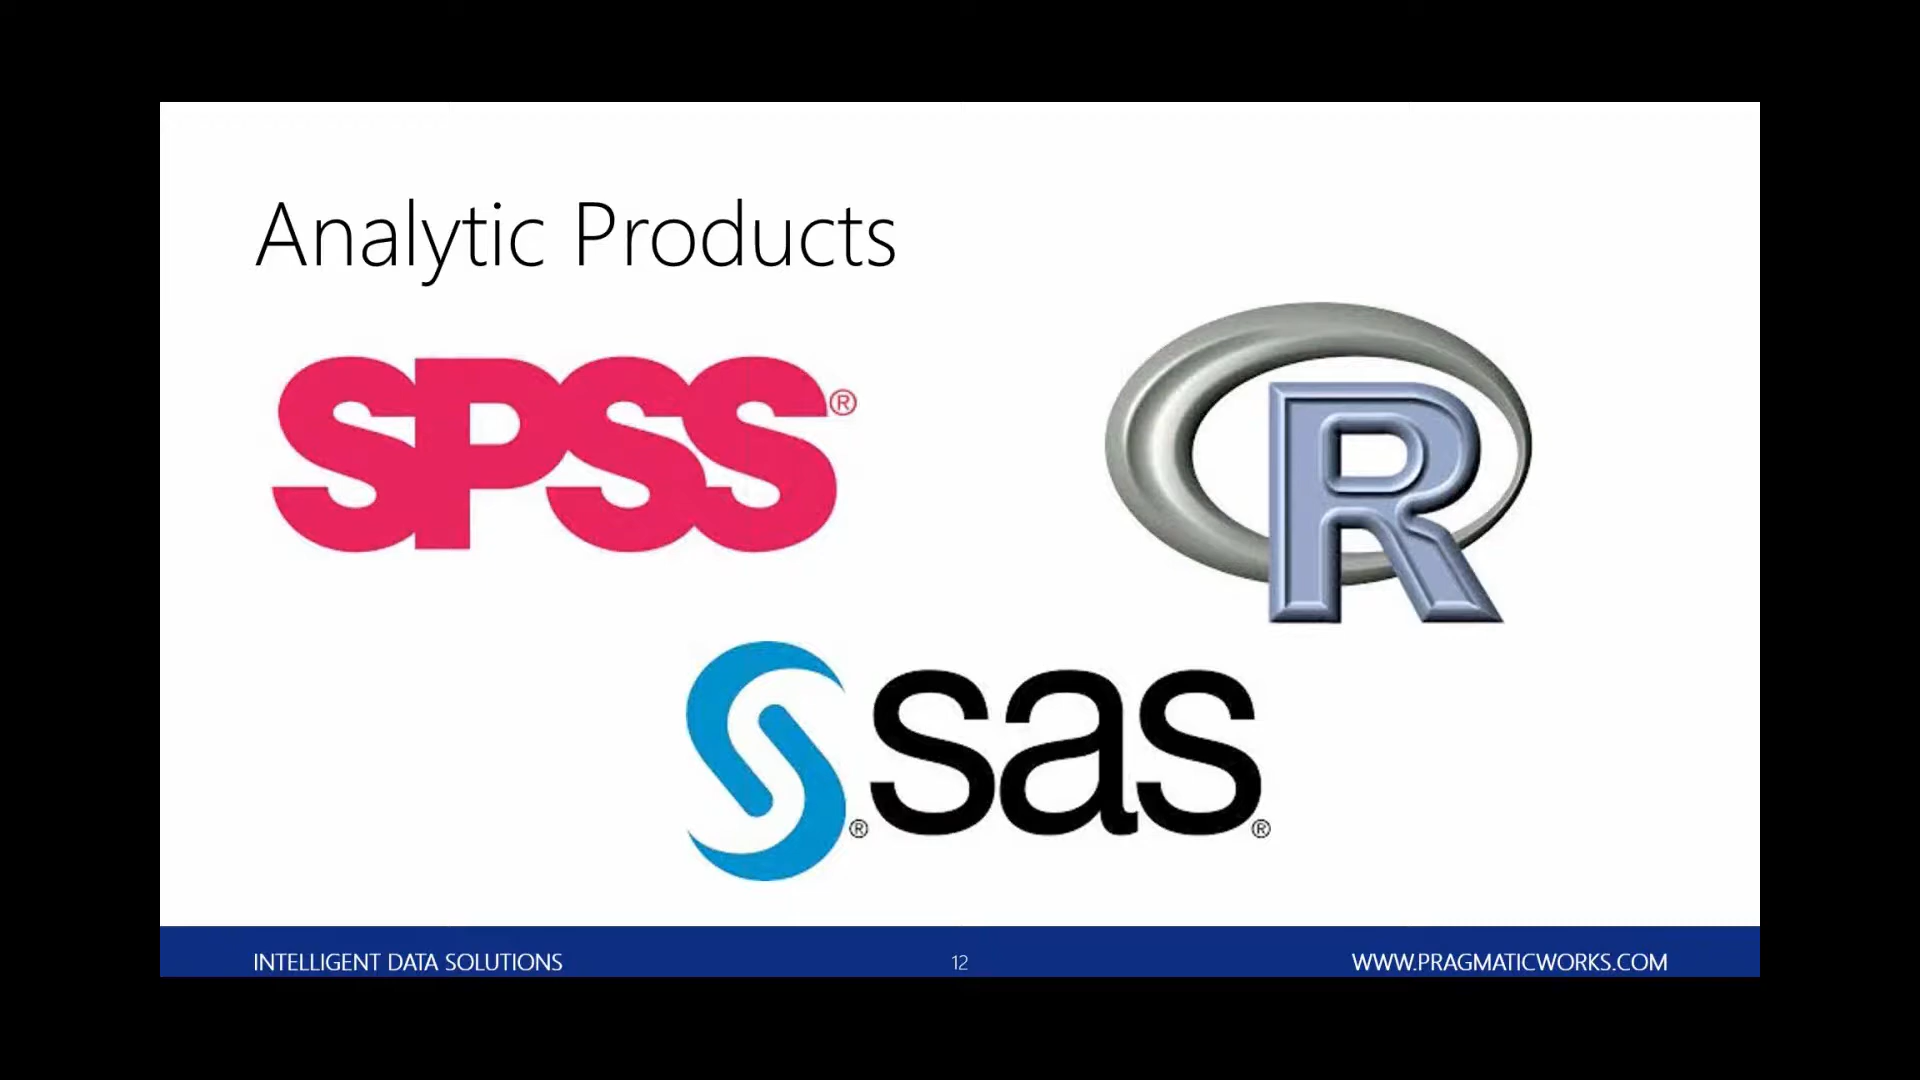 Analytic Products
SPSS®
R
S® sas®
INTELLIGENT DATA SOLUTIONS
12
WWW.PRAGMATICWORKS.COM